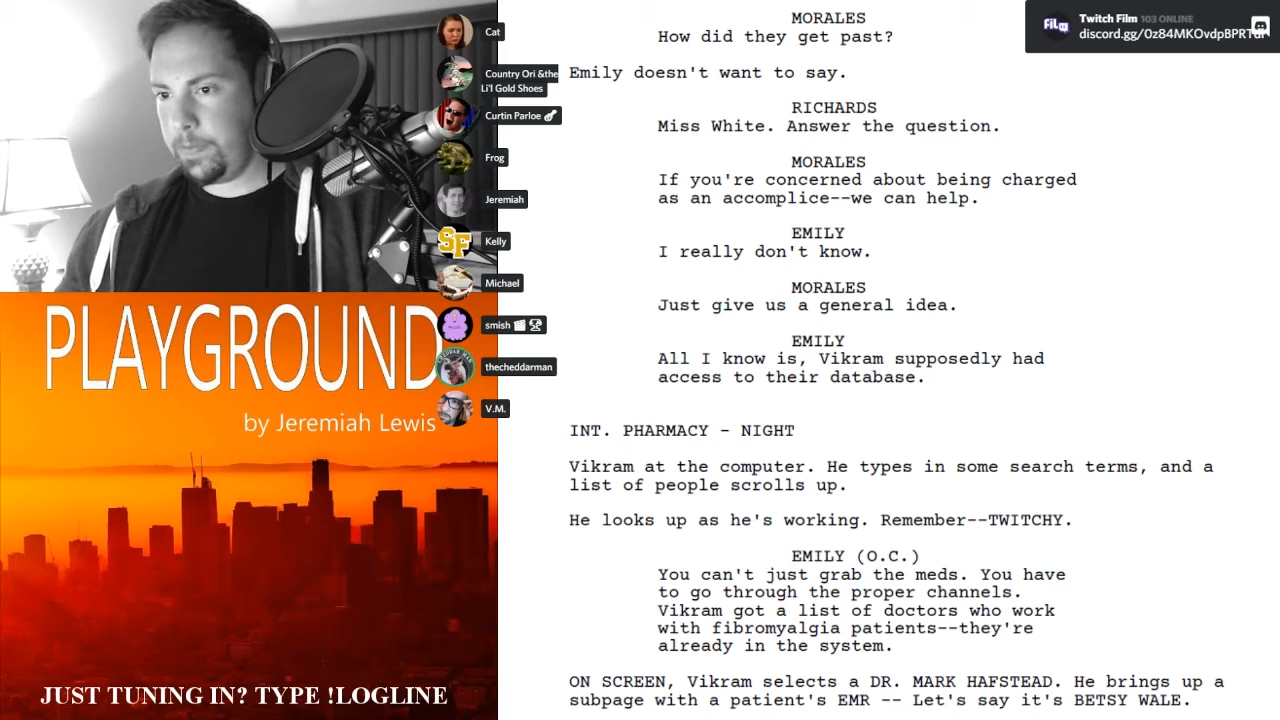 Cat
Country Ori &the
Li'l Gold Shoes
Curtin Parloe
Frog
Jeremiah
SF
Kelly
Michael
smish
thecheddarman
V.M.
PLAYGROUND
by Jeremiah Lewis
JUST TUNING IN? TYPE !LOGLINE
FiLm
Twitch Film 103 ONLINE
MORALES
How did they get past?
Emily doesn't want to say.
RICHARDS
Miss White. Answer the question.
MORALES
If you're concerned about being charged
as an accomplice--we can help.
EMILY
I really don't know.
MORALES
Just give us a general idea.
EMILY
All I know is, Vikram supposedly had
access to their database.
INT. PHARMACY - NIGHT
Vikram at the computer. He types in some search terms, and a
list of people scrolls up.
He looks up as he's working. Remember--TWITCHY.
EMILY (O.C.)
You can't just grab the meds. You have
to go through the proper channels.
Vikram got a list of doctors who work
with fibromyalgia patients--they're
already in the system.
ON SCREEN, Vikram selects a DR. MARK HAFSTEAD. He brings up a
subpage with a patient's EMR -- Let's say it's BETSY WALE.